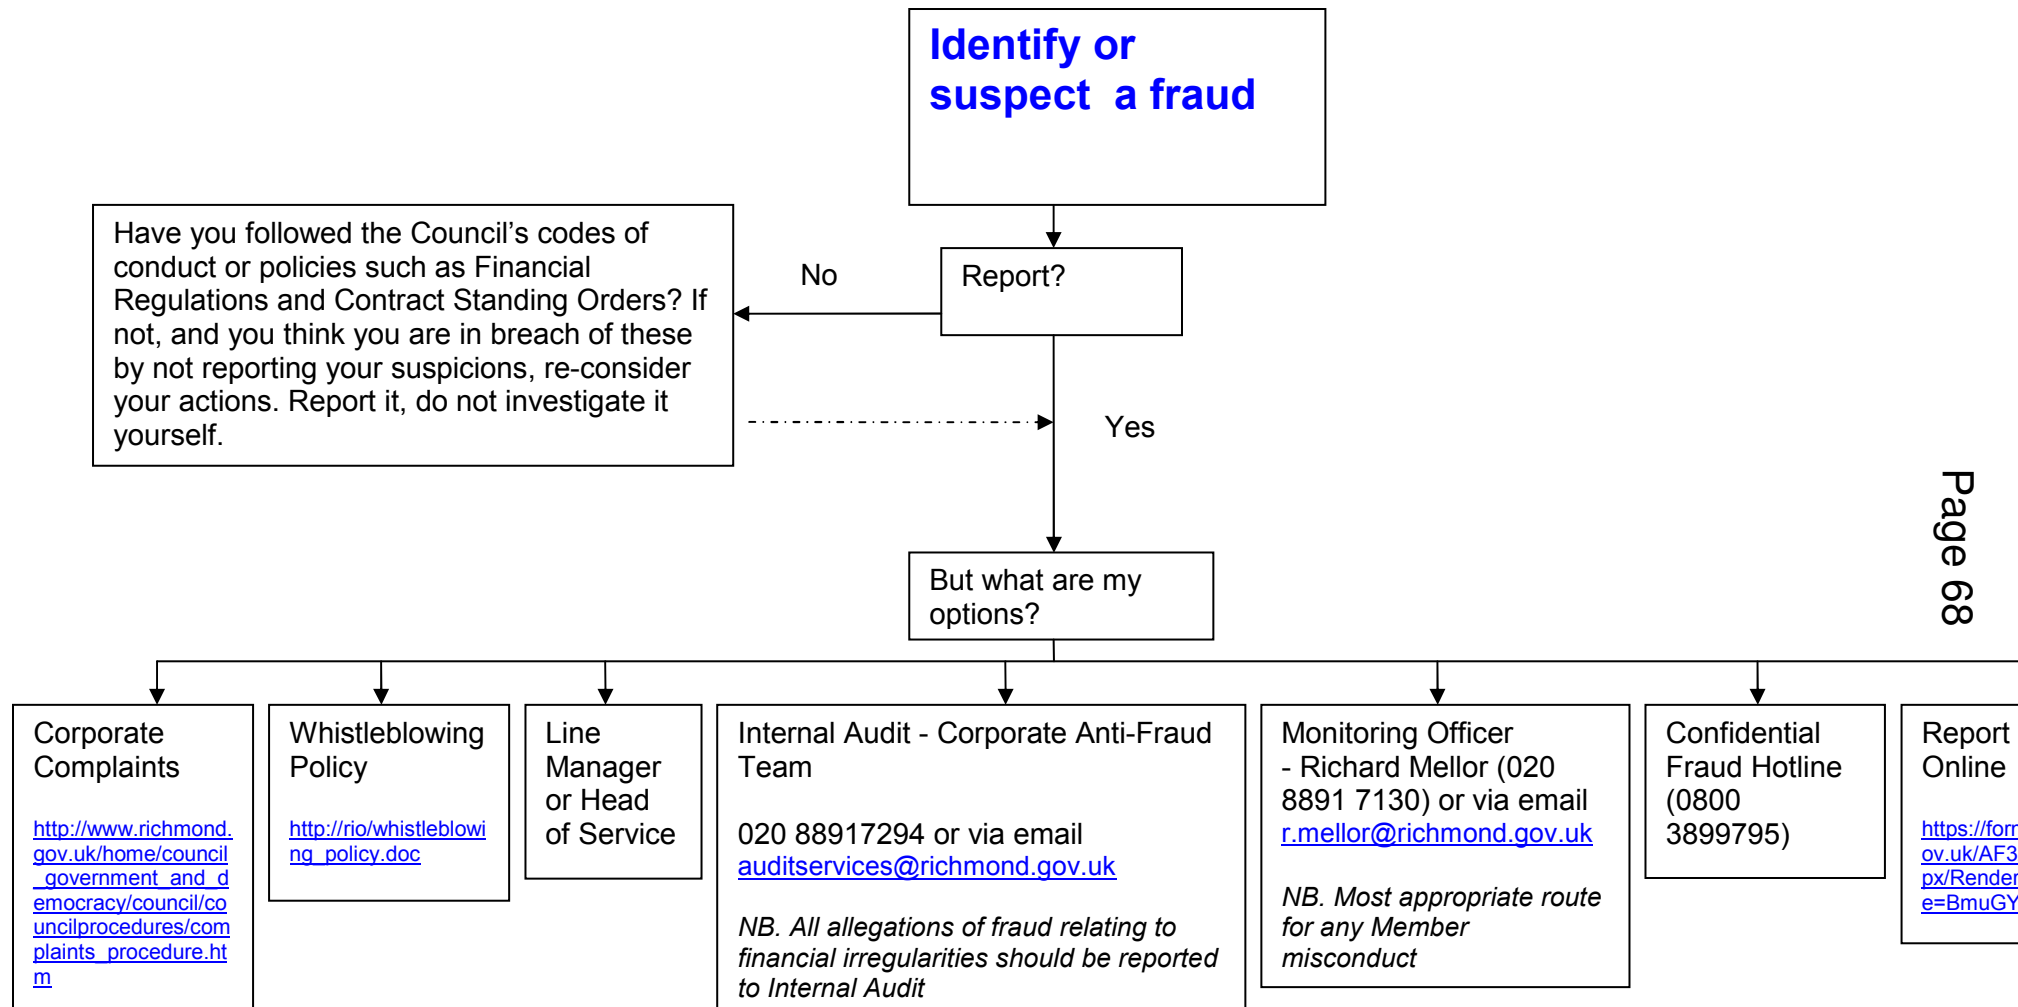 Identify or
suspect a fraud
Have you followed the Council's codes of
conduct or policies such as Financial
Regulations and Contract Standing Orders? If
not, and you think you are in breach of these
by not reporting your suspicions, re-consider
your actions. Report it, do not investigate it
yourself.
No
Report?
Yes
Page 68
But what are my
options?
Corporate
Complaints
http://www.richmond.
gov.uk/home/council
_government_and_d
emocracy/council/co
uncilprocedures/com
plaints_procedure.ht
m
Whistleblowing
Policy
http://rio/whistleblowi
ng_policy.doc
Line
Manager
or Head
of Service
Internal Audit - Corporate Anti-Fraud
Team
020 88917294 or via email
auditservices@richmond.gov.uk
NB. All allegations of fraud relating to
financial irregularities should be reported
to Internal Audit
Monitoring Officer
- Richard Mellor (020
8891 7130) or via email
r.mellor@richmond.gov.uk
NB. Most appropriate route
for any Member
misconduct
Confidential
Fraud Hotline
(0800
3899795)
Report
Online
ov.uk/AF3
px/Render
e=BmuGY